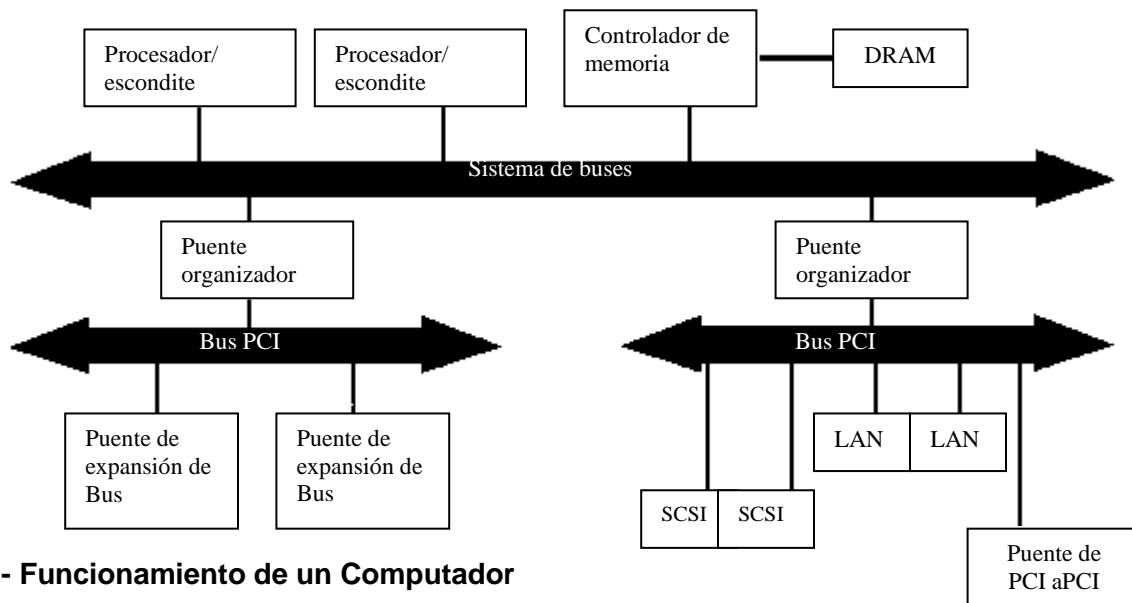 Procesador/
escondite
Procesador/
escondite
Controlador de
memoria
DRAM
Sistema de buses
Puente
organizador
Puente
organizador
Bus PCI
Bus PCI
Puente de
expansión de
Bus
Puente de
expansión de
Bus
LAN
LAN
SCSI
SCSI
Puente de
PCI aPCI
- Funcionamiento de un Computador